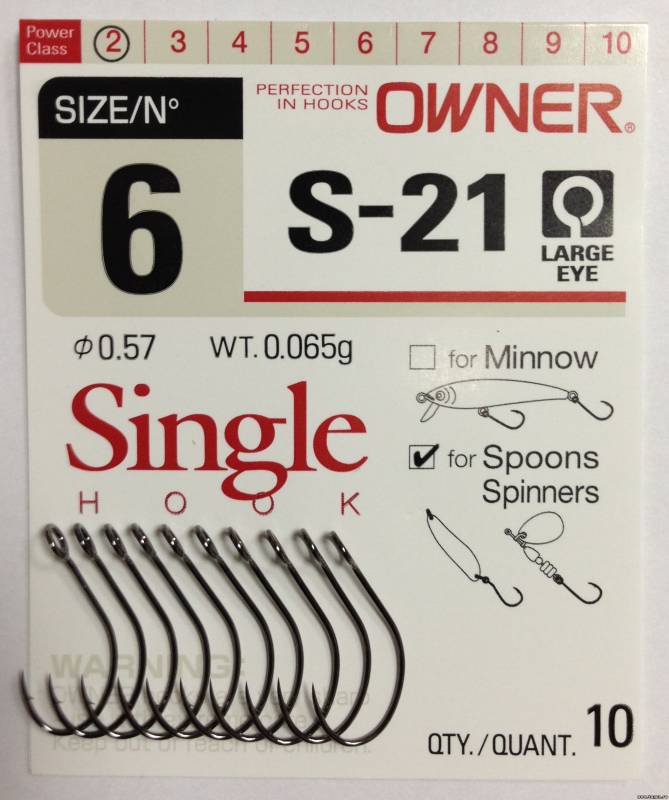 Power Class 2 3 4 5 6 7 8 9 10
SIZE/N°
6
PERFECTION
IN HOOKS
OWNER®
S-21
LARGE
EYE
φ0.57 WT. 0.065g
Single
HOOK
for Minnow
for Spoons
Spinners
WARNING:
OWNER
Keep out of reach of children.
QTY./QUANT. 10